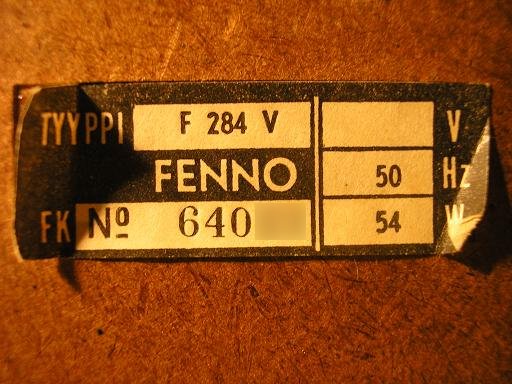 TYYPPI F 284 V V
FENNO 50 Hz
FK Nº 640 54 W